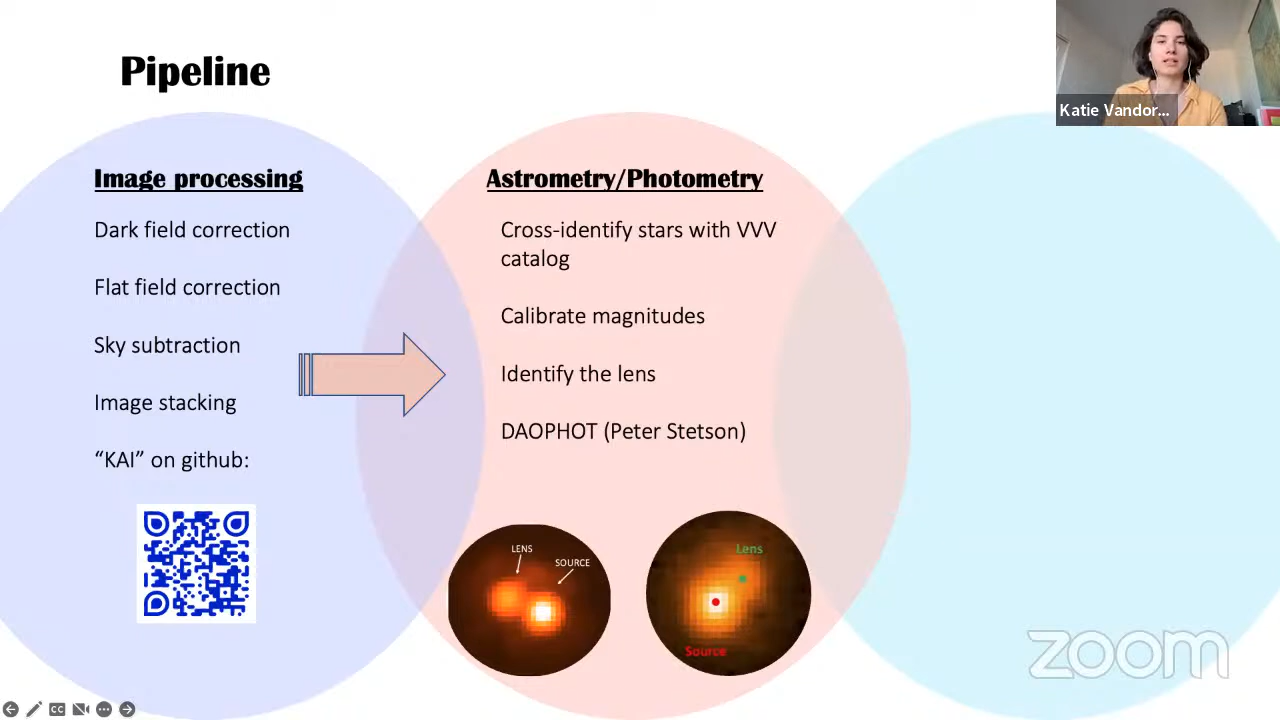 Pipeline
Katie Vandor...
Image processing
Dark field correction
Flat field correction
Sky subtraction
Image stacking
“KAI” on github:
Astrometry/Photometry
Cross-identify stars with VVV
catalog
Calibrate magnitudes
Identify the lens
DAOPHOT (Peter Stetson)
LENS
SOURCE
Lens
Source
zoom
CC